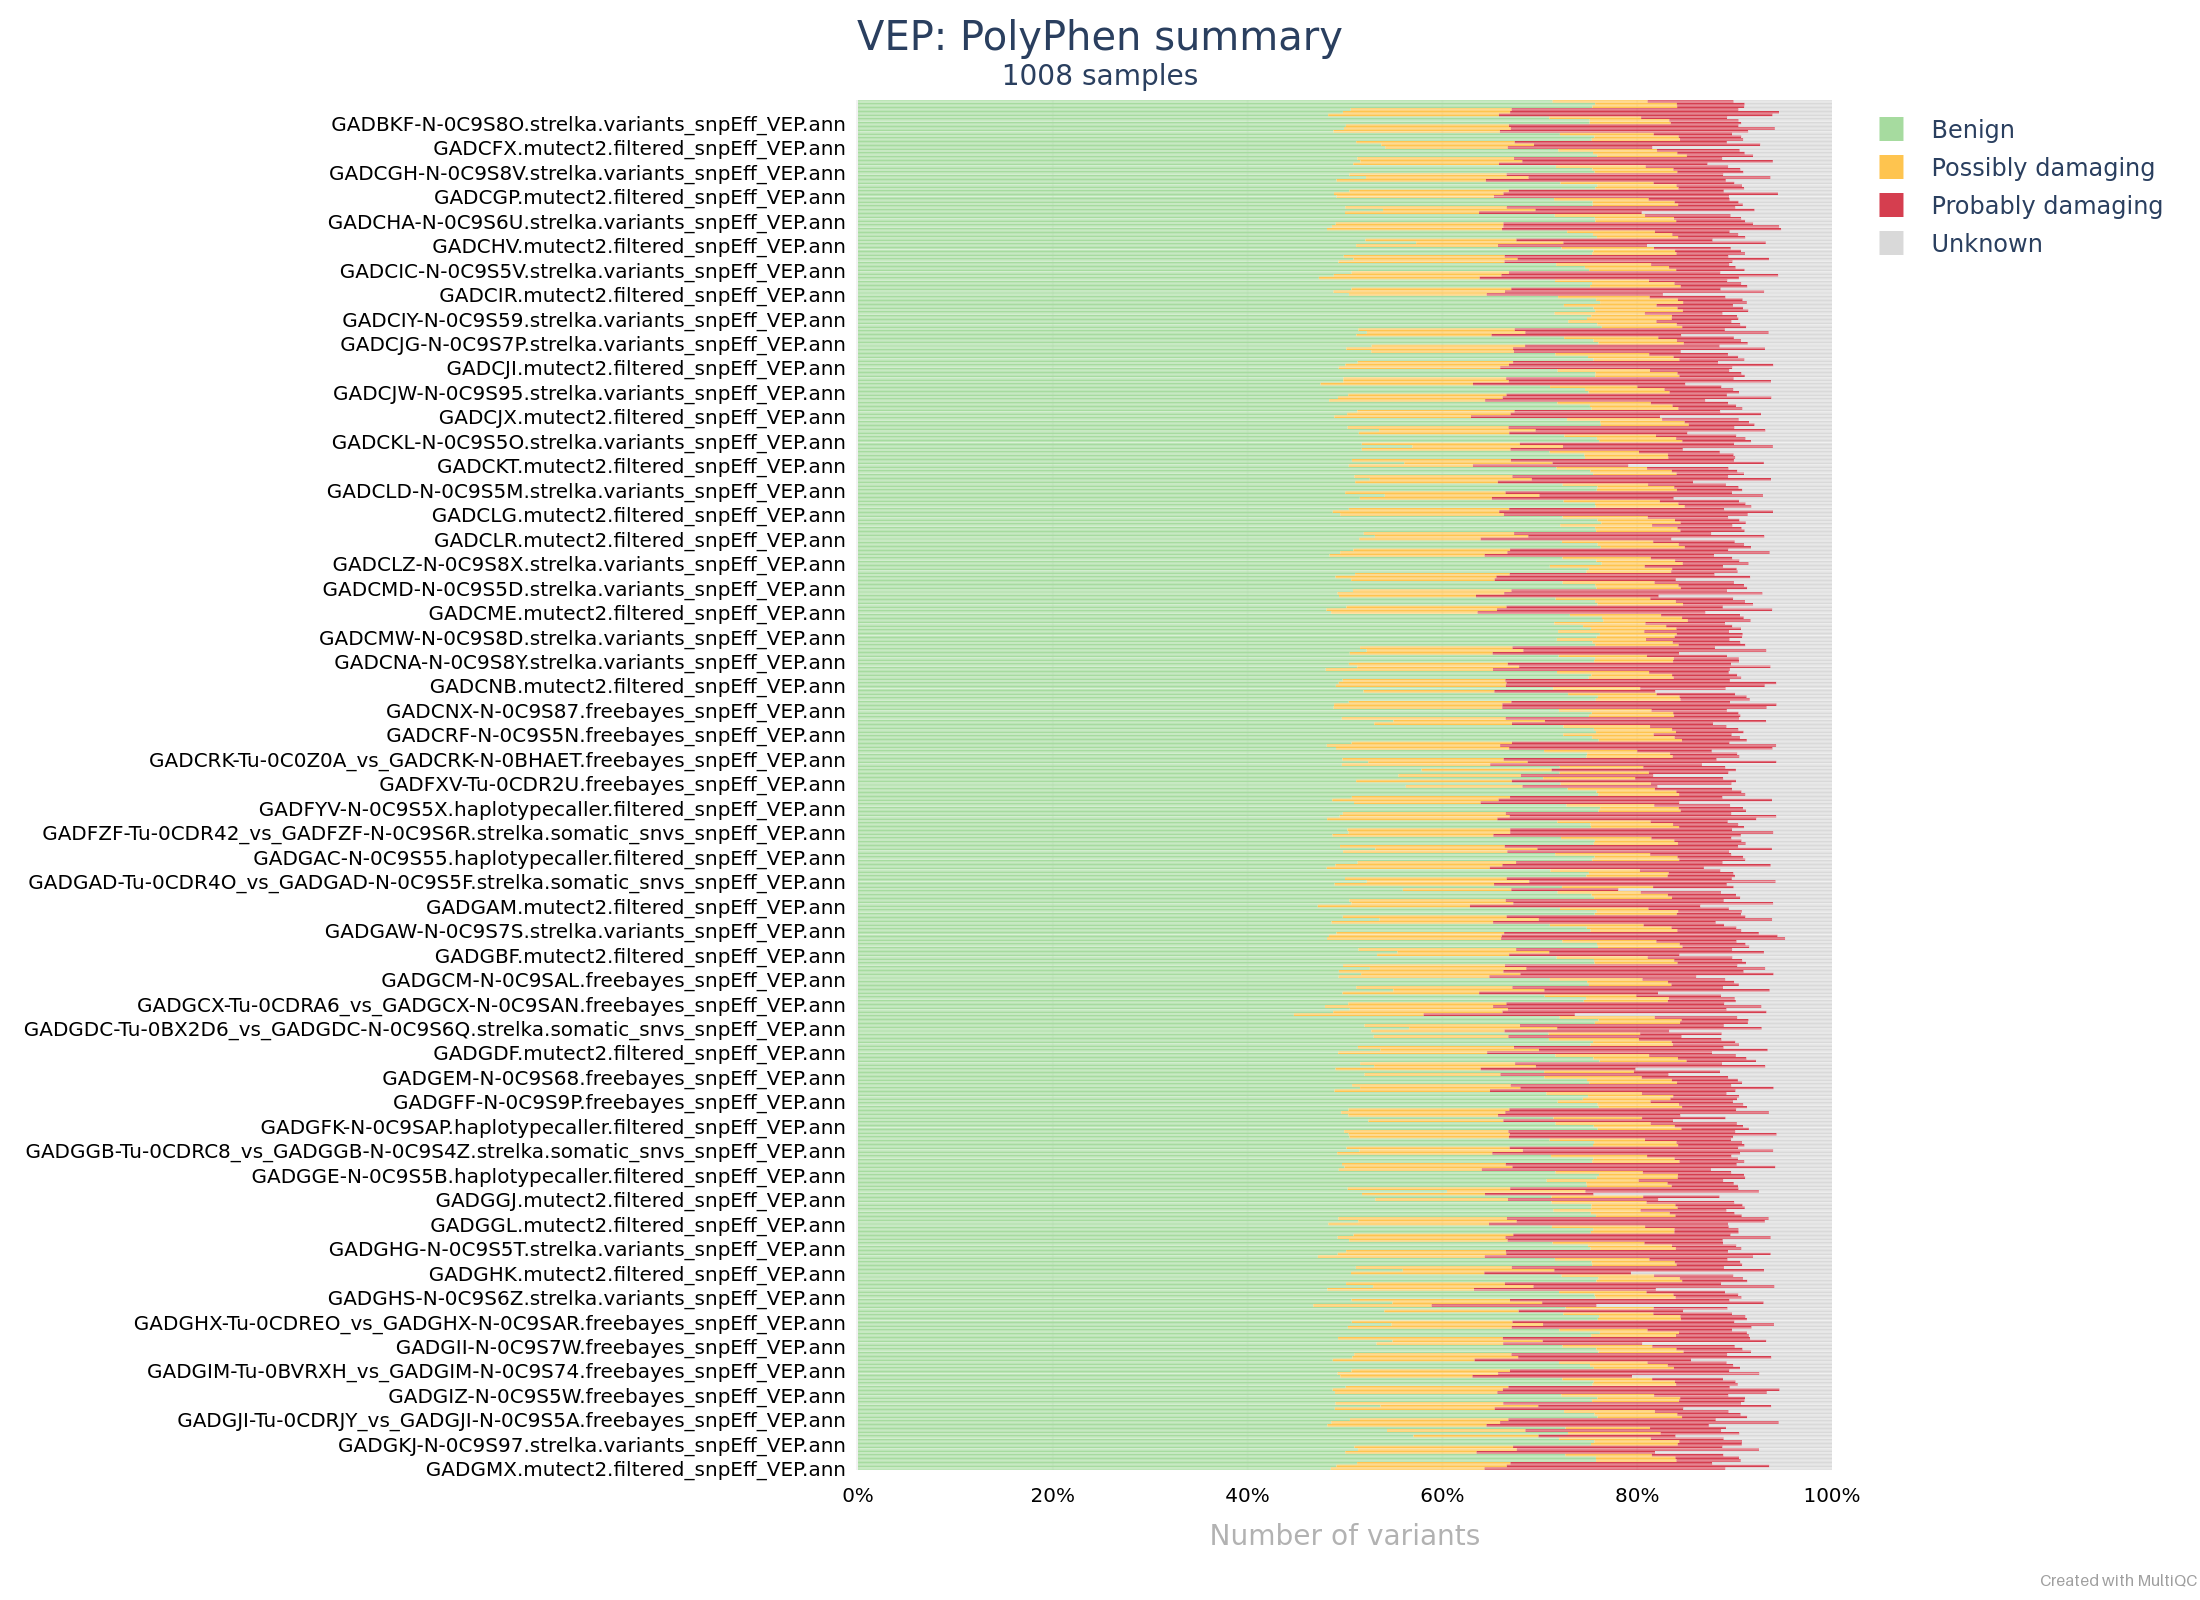 VEP: PolyPhen summary
1008 samples
GADBKF-N-0C9S8O.strelka.variants_snpEff_VEP.ann
GADCFX.mutect2.filtered_snpEff_VEP.ann
GADCGH-N-0C9S8V.strelka.variants_snpEff_VEP.ann
GADCGP.mutect2.filtered_snpEff_VEP.ann
GADCHA-N-0C9S6U.strelka.variants_snpEff_VEP.ann
GADCHV.mutect2.filtered_snpEff_VEP.ann
GADCIC-N-0C9S5V.strelka.variants_snpEff_VEP.ann
GADCIR.mutect2.filtered_snpEff_VEP.ann
GADCIY-N-0C9S59.strelka.variants_snpEff_VEP.ann
GADCJG-N-0C9S7P.strelka.variants_snpEff_VEP.ann
GADCJI.mutect2.filtered_snpEff_VEP.ann
GADCJW-N-0C9S95.strelka.variants_snpEff_VEP.ann
GADCJX.mutect2.filtered_snpEff_VEP.ann
GADCKL-N-0C9S5O.strelka.variants_snpEff_VEP.ann
GADCKT.mutect2.filtered_snpEff_VEP.ann
GADCLD-N-0C9S5M.strelka.variants_snpEff_VEP.ann
GADCLG.mutect2.filtered_snpEff_VEP.ann
GADCLR.mutect2.filtered_snpEff_VEP.ann
GADCLZ-N-0C9S8X.strelka.variants_snpEff_VEP.ann
GADCMD-N-0C9S5D.strelka.variants_snpEff_VEP.ann
GADCME.mutect2.filtered_snpEff_VEP.ann
GADCMW-N-0C9S8D.strelka.variants_snpEff_VEP.ann
GADCNA-N-0C9S8Y.strelka.variants_snpEff_VEP.ann
GADCNB.mutect2.filtered_snpEff_VEP.ann
GADCNX-N-0C9S87.freebayes_snpEff_VEP.ann
GADCRF-N-0C9S5N.freebayes_snpEff_VEP.ann
GADCRK-Tu-0C0Z0A_vs_GADCRK-N-0BHAET.freebayes_snpEff_VEP.ann
GADFXV-Tu-0CDR2U.freebayes_snpEff_VEP.ann
GADFYV-N-0C9S5X.haplotypecaller.filtered_snpEff_VEP.ann
GADFZF-Tu-0CDR42_vs_GADFZF-N-0C9S6R.strelka.somatic_snvs_snpEff_VEP.ann
GADGAC-N-0C9S55.haplotypecaller.filtered_snpEff_VEP.ann
GADGAD-Tu-0CDR4O_vs_GADGAD-N-0C9S5F.strelka.somatic_snvs_snpEff_VEP.ann
GADGAM.mutect2.filtered_snpEff_VEP.ann
GADGAW-N-0C9S7S.strelka.variants_snpEff_VEP.ann
GADGBF.mutect2.filtered_snpEff_VEP.ann
GADGCM-N-0C9SAL.freebayes_snpEff_VEP.ann
GADGCX-Tu-0CDRA6_vs_GADGCX-N-0C9SAN.freebayes_snpEff_VEP.ann
GADGDC-Tu-0BX2D6_vs_GADGDC-N-0C9S6Q.strelka.somatic_snvs_snpEff_VEP.ann
GADGDF.mutect2.filtered_snpEff_VEP.ann
GADGEM-N-0C9S68.freebayes_snpEff_VEP.ann
GADGFF-N-0C9S9P.freebayes_snpEff_VEP.ann
GADGFK-N-0C9SAP.haplotypecaller.filtered_snpEff_VEP.ann
GADGGB-Tu-0CDRC8_vs_GADGGB-N-0C9S4Z.strelka.somatic_snvs_snpEff_VEP.ann
GADGGE-N-0C9S5B.haplotypecaller.filtered_snpEff_VEP.ann
GADGGJ.mutect2.filtered_snpEff_VEP.ann
GADGGL.mutect2.filtered_snpEff_VEP.ann
GADGHG-N-0C9S5T.strelka.variants_snpEff_VEP.ann
GADGHK.mutect2.filtered_snpEff_VEP.ann
GADGHS-N-0C9S6Z.strelka.variants_snpEff_VEP.ann
GADGHX-Tu-0CDREO_vs_GADGHX-N-0C9SAR.freebayes_snpEff_VEP.ann
GADGII-N-0C9S7W.freebayes_snpEff_VEP.ann
GADGIM-Tu-0BVRXH_vs_GADGIM-N-0C9S74.freebayes_snpEff_VEP.ann
GADGIZ-N-0C9S5W.freebayes_snpEff_VEP.ann
GADGJI-Tu-0CDRJY_vs_GADGJI-N-0C9S5A.freebayes_snpEff_VEP.ann
GADGKJ-N-0C9S97.strelka.variants_snpEff_VEP.ann
GADGMX.mutect2.filtered_snpEff_VEP.ann
0% 20% 40% 60% 80% 100%
Number of variants
Benign
Possibly damaging
Probably damaging
Unknown
Created with MultiQC